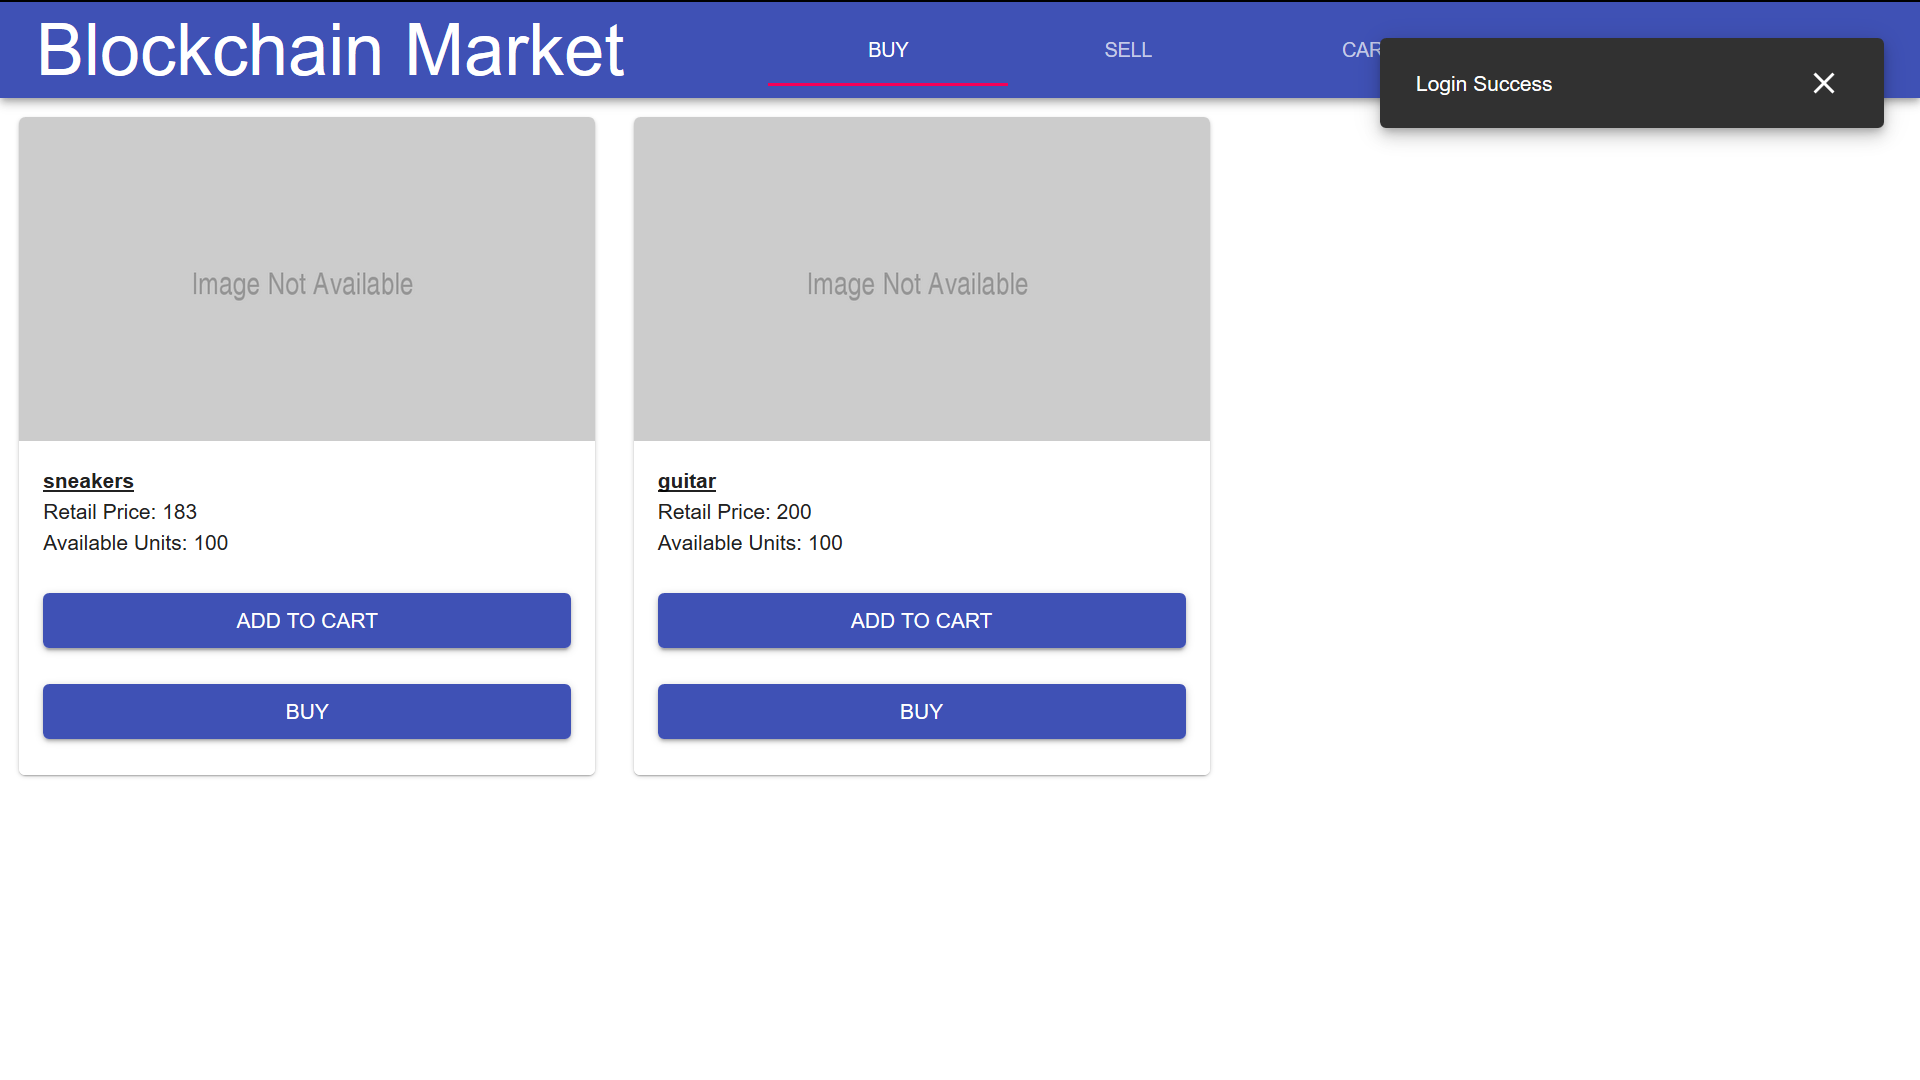 Blockchain Market
BUY
SELL
CAR
Login Success
Image Not Available
Image Not Available
sneakers
Retail Price: 183
Available Units: 100
ADD TO CART
BUY
guitar
Retail Price: 200
Available Units: 100
ADD TO CART
BUY